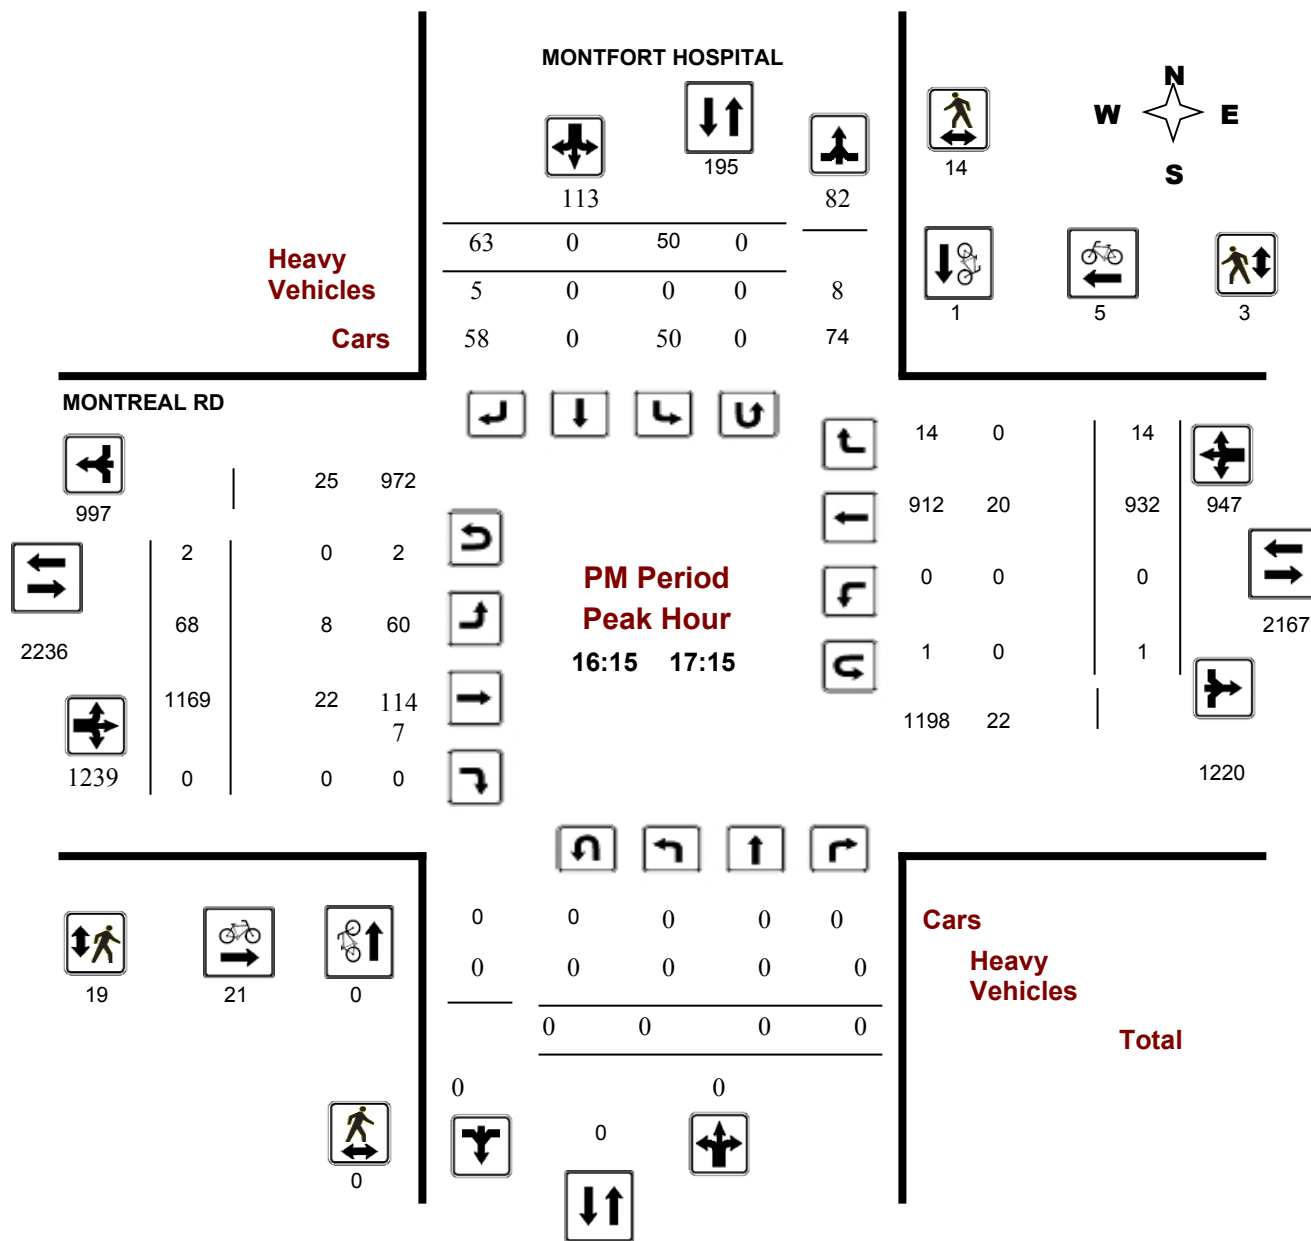 MONTFORT HOSPITAL
N
W E
S
195
14
113 82
63 0 50 0
Heavy
Vehicles
5 0 0 0 8
1 5 3
Cars
58 0 50 0 74
MONTREAL RD
14 0 14
25 972
997
912 20 932 947
2 0 2
PM Period
0 0 0
Peak Hour
68 8 60
2167
2236
16:15 17:15
1 0 1
1169 22 114
7
1198 22
1239 0 0 0
1220
0 0 0 0 0
Cars
0 0 0 0 0
Heavy
Vehicles
19 21 0
0 0 0 0
Total
0 0
0
0